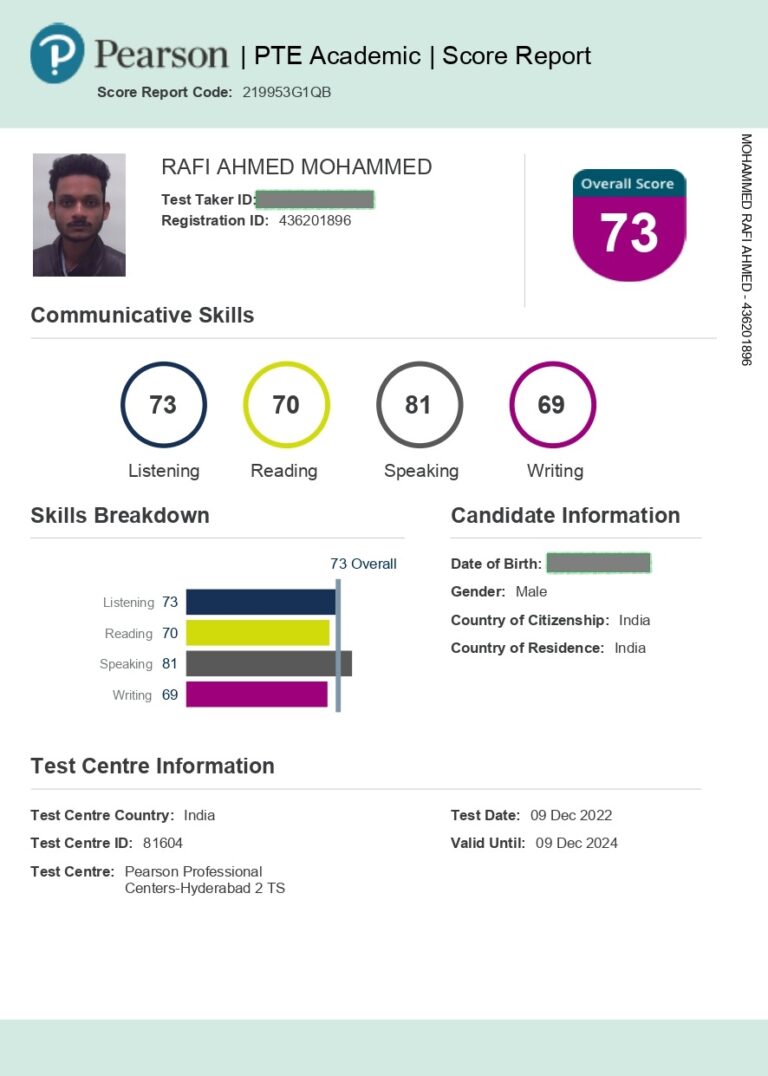 Pearson | PTE Academic | Score Report
Score Report Code: 219953G1QB
RAFI AHMED MOHAMMED
Test Taker ID:
Registration ID: 436201896
Overall Score
73
MOHAMMED RAFI AHMED - 436201896
Communicative Skills
73 70 81 69
Listening Reading Speaking Writing
Skills Breakdown
73 Overall
Listening 73
Reading 70
Speaking 81
Writing 69
Candidate Information
Date of Birth:
Gender: Male
Country of Citizenship: India
Country of Residence: India
Test Centre Information
Test Centre Country: India
Test Centre ID: 81604
Test Centre: Pearson Professional
Centers-Hyderabad 2 TS
Test Date: 09 Dec 2022
Valid Until: 09 Dec 2024